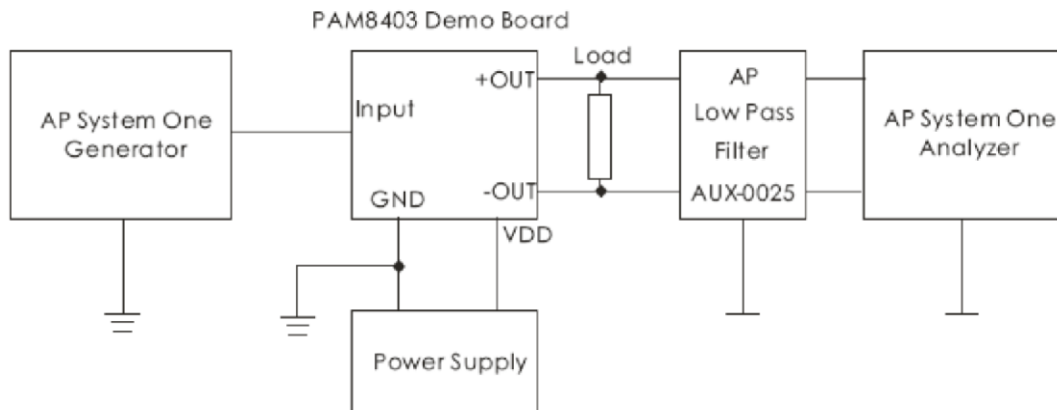 PAM8403 Demo Board
AP System One
Generator
Input
GND
+OUT
-OUT
VDD
Load
AP
Low Pass
Filter
AUX-0025
AP System One
Analyzer
Power Supply